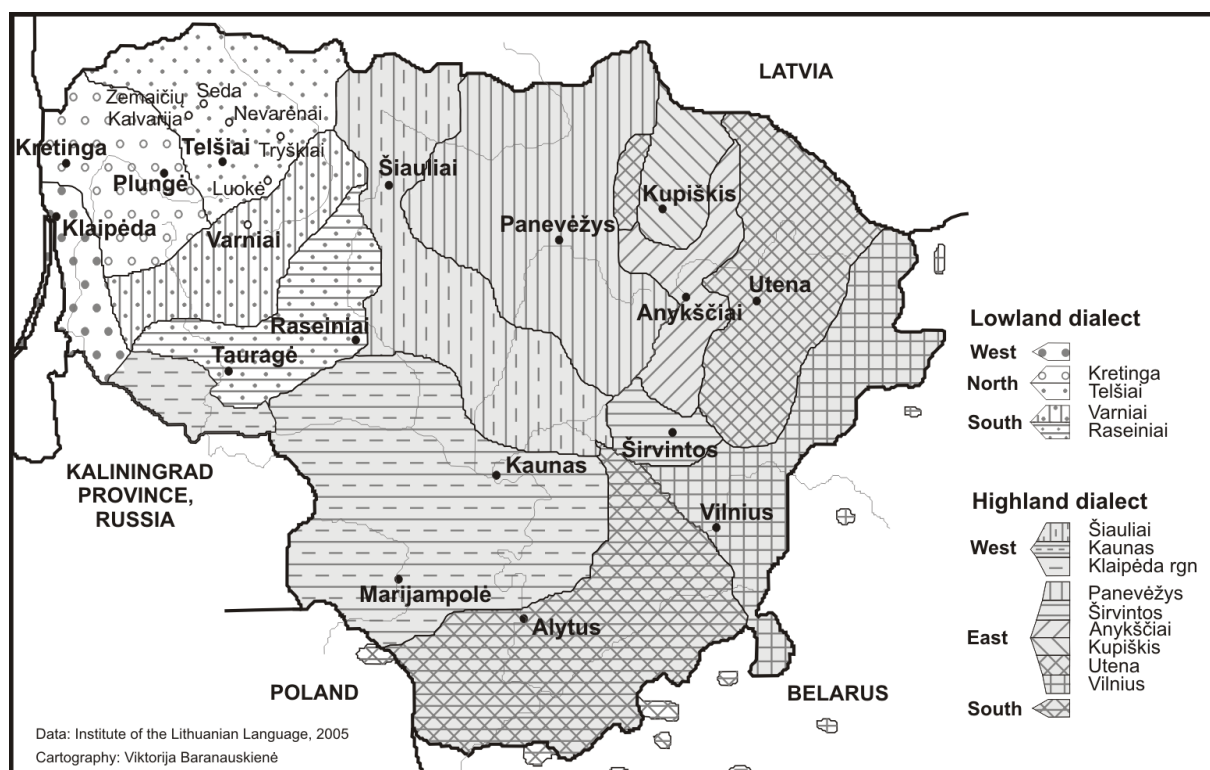 LATVIA
Seda
Žemaičių
Kalvarija
Nevarėnai
Kretinga
Telšiai
Tryškiai
Plungė
Luokė
Šiauliai
Klaipėda
Varniai
Kupiškis
Panevėžys
Utena
Anykščiai
Raseiniai
Tauragė
Širvintos
KALININGRAD
PROVINCE,
RUSSIA
Kaunas
Vilnius
Marijampolė
Alytus
POLAND
BELARUS
Lowland dialect
West
North
Kretinga
Telšiai
South
Varniai
Raseiniai
Highland dialect
West
Šiauliai
Kaunas
Klaipėda rgn
East
Panevėžys
Širvintos
Anykščiai
Kupiškis
Utena
Vilnius
South
Data: Institute of the Lithuanian Language, 2005
Cartography: Viktorija Baranauskienė